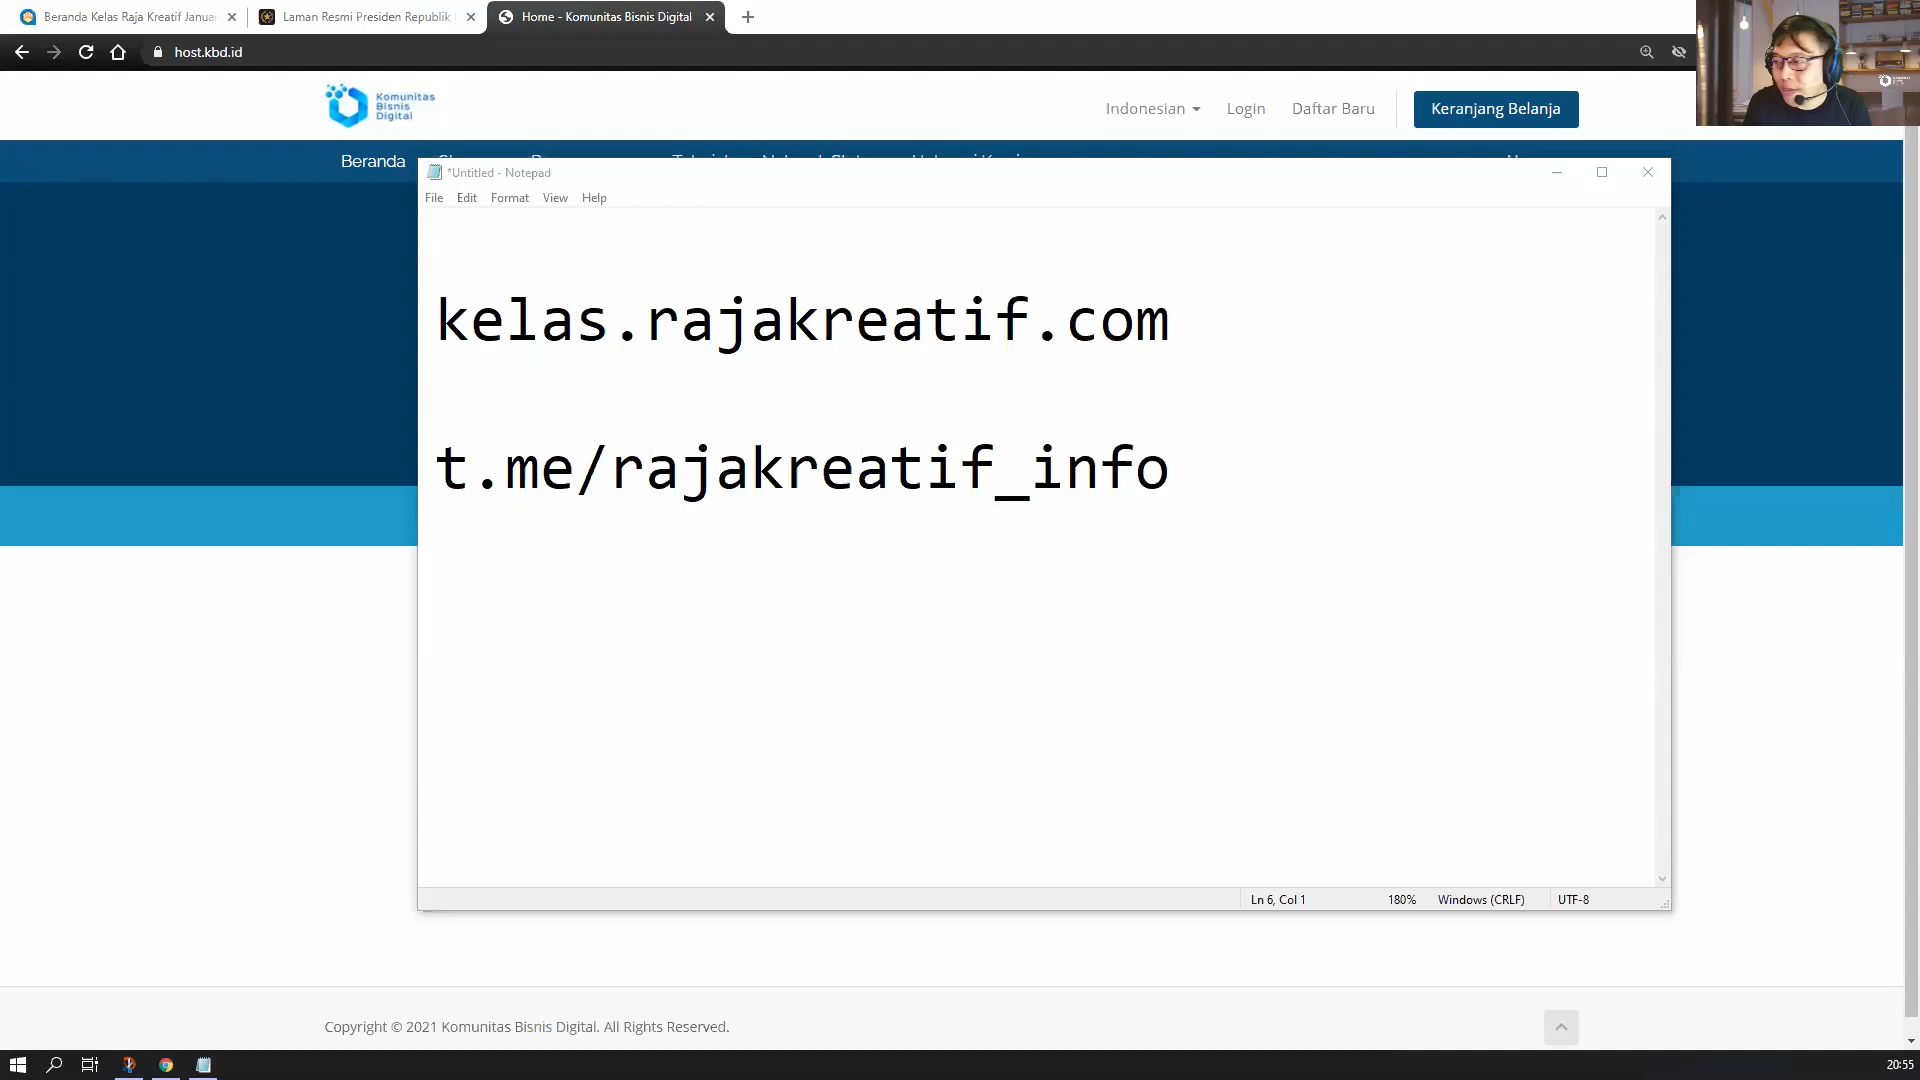 Beranda Kelas Raja Kreatif Janua
Laman Resmi Presiden Republik
Home - Komunitas Bisnis Digital
host.kbd.id
Komunitas
Bisnis
Digital
Indonesian
Login
Daftar Baru
Keranjang Belanja
Beranda
*Untitled - Notepad
File
Edit
Format
View
Help
kelas.rajakreatif.com
t.me/rajakreatif_info
Ln 6, Col 1
180%
Windows (CRLF)
UTF-8
Copyright © 2021 Komunitas Bisnis Digital. All Rights Reserved.
20:55